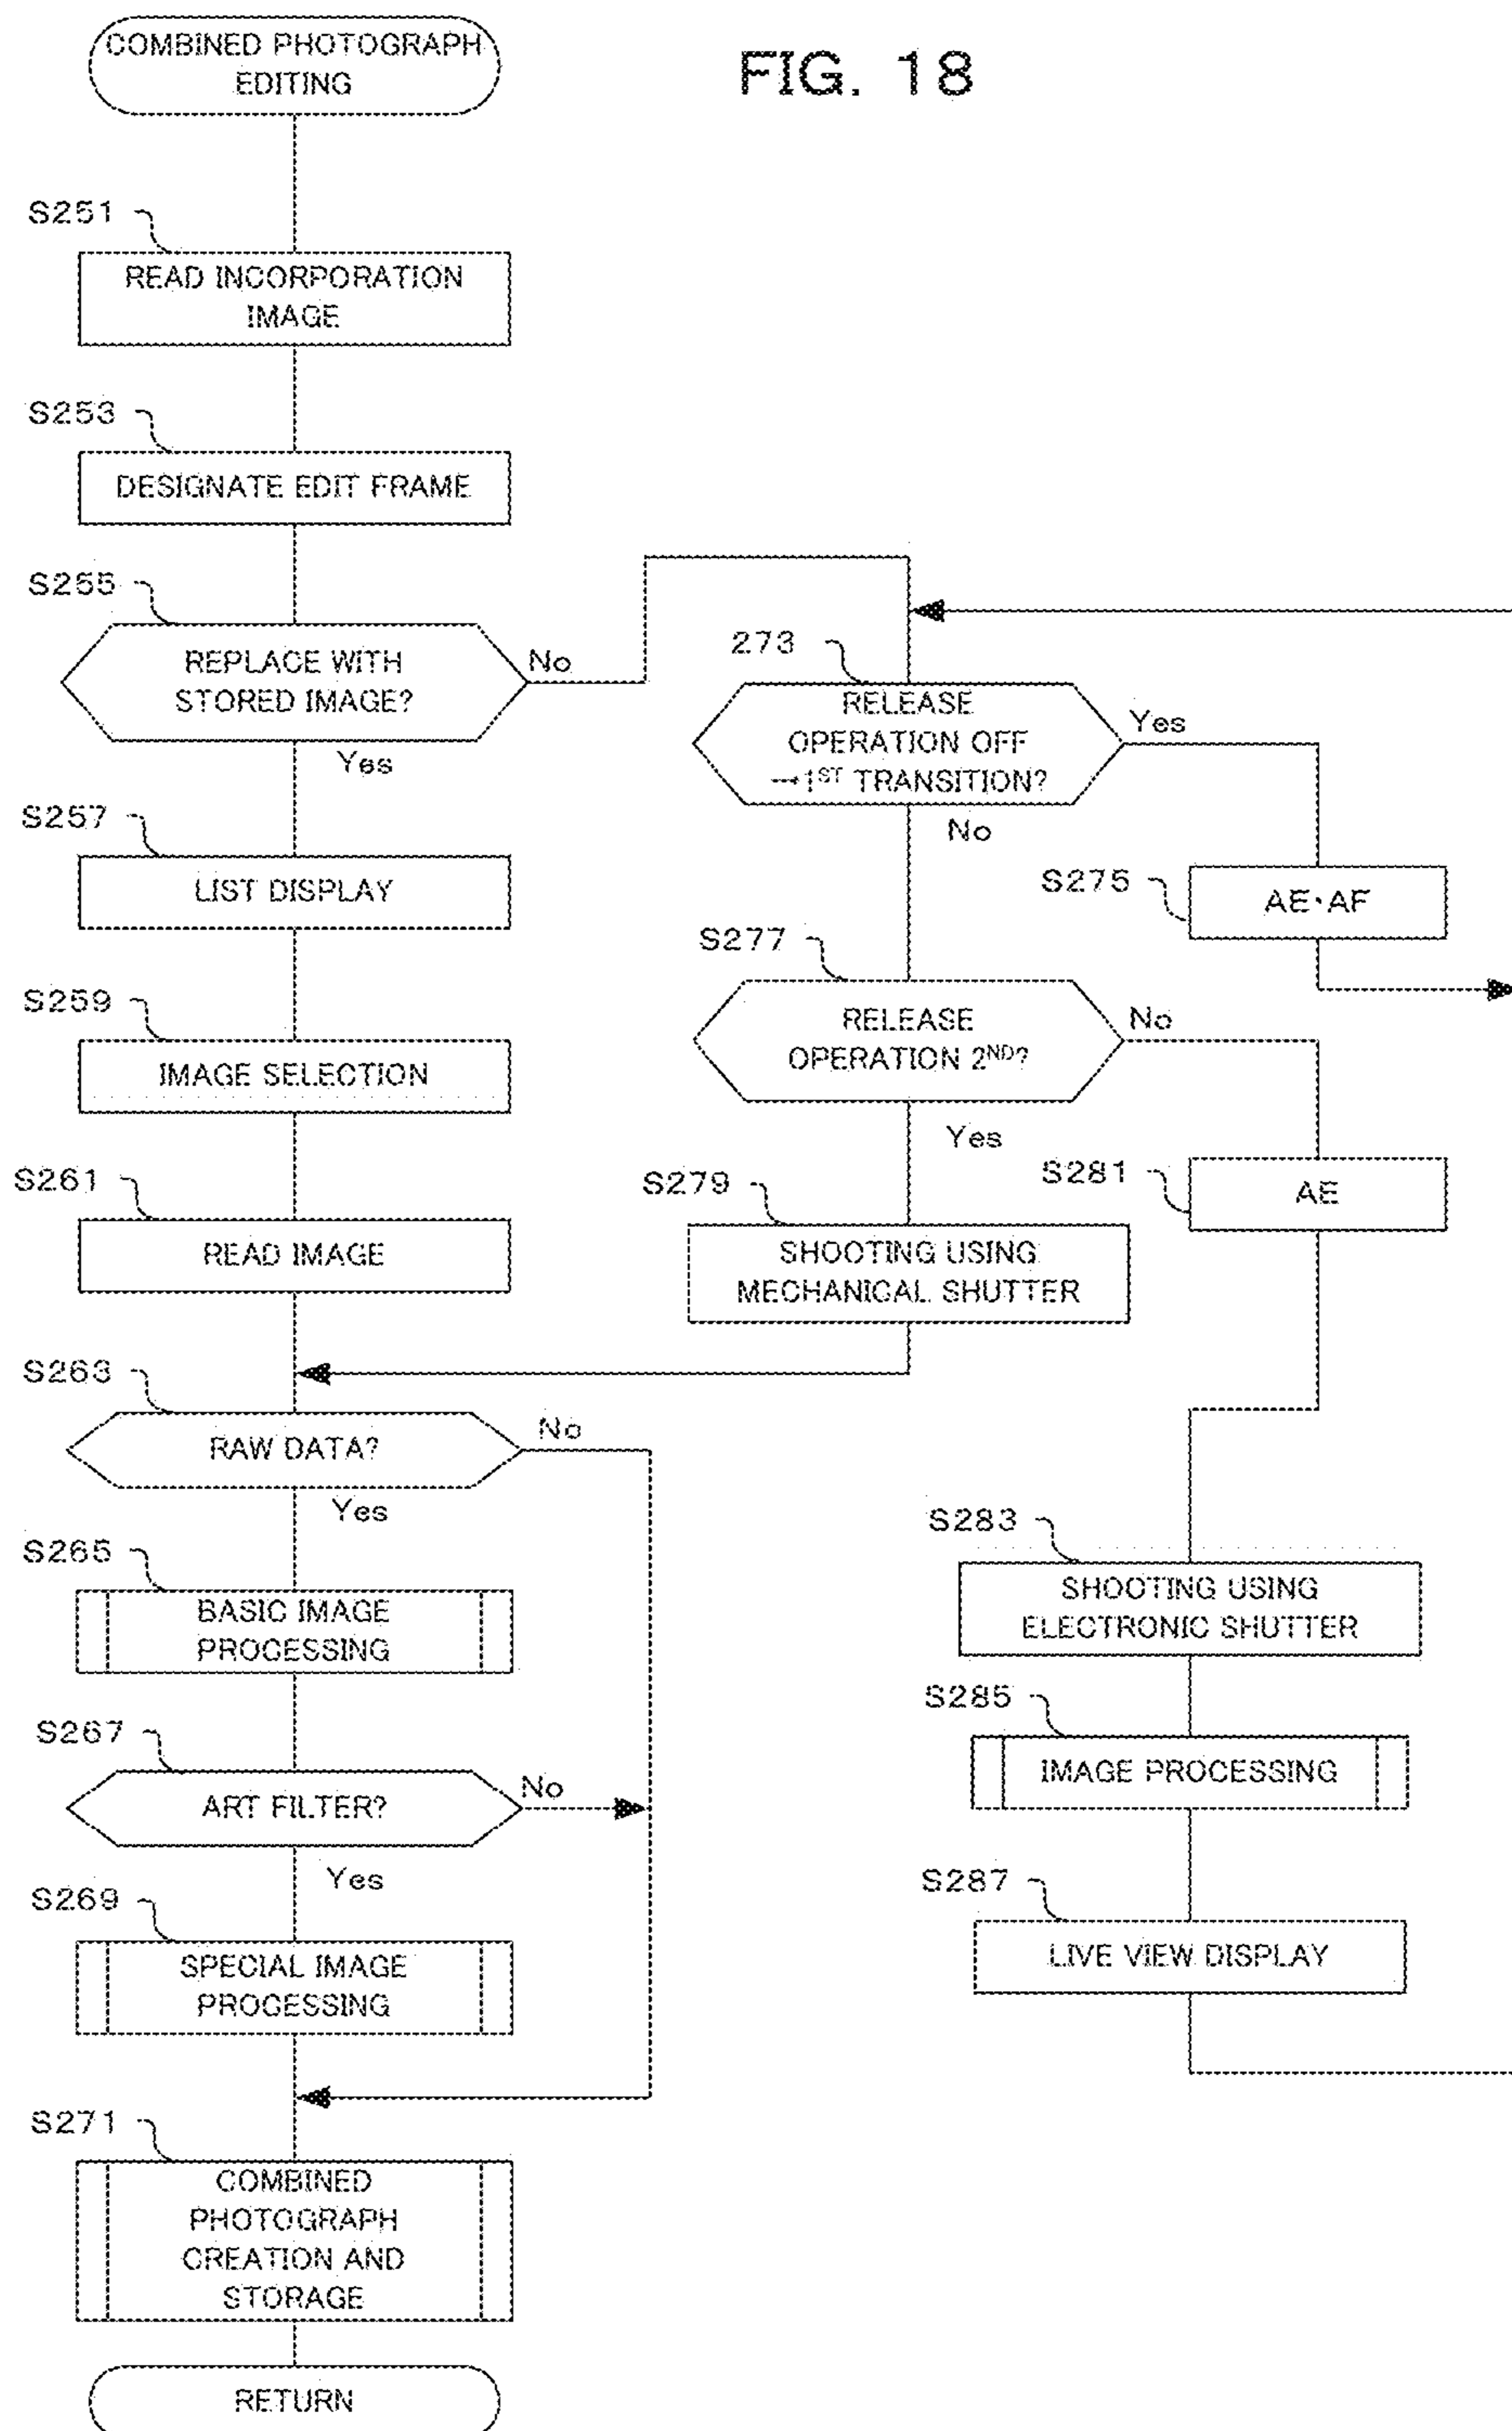 COMBINED PHOTOGRAPH
EDITING
FIG. 18
S251
READ INCORPORATION
IMAGE
S253
DESIGNATE EDIT FRAME
S255
REPLACE WITH
STORED IMAGE?
No
Yes
S257
LIST DISPLAY
S259
IMAGE SELECTION
S261
READ IMAGE
S263
RAW DATA?
No
Yes
S265
BASIC IMAGE
PROCESSING
S267
ART FILTER?
No
Yes
S269
SPECIAL IMAGE
PROCESSING
S271
COMBINED
PHOTOGRAPH
CREATION AND
STORAGE
RETURN
273
RELEASE
OPERATION OFF
→1ST TRANSITION?
Yes
No
S275
AE·AF
S277
RELEASE
OPERATION 2ND?
No
Yes
S279
SHOOTING USING
MECHANICAL SHUTTER
S281
AE
S283
SHOOTING USING
ELECTRONIC SHUTTER
S285
IMAGE PROCESSING
S287
LIVE VIEW DISPLAY